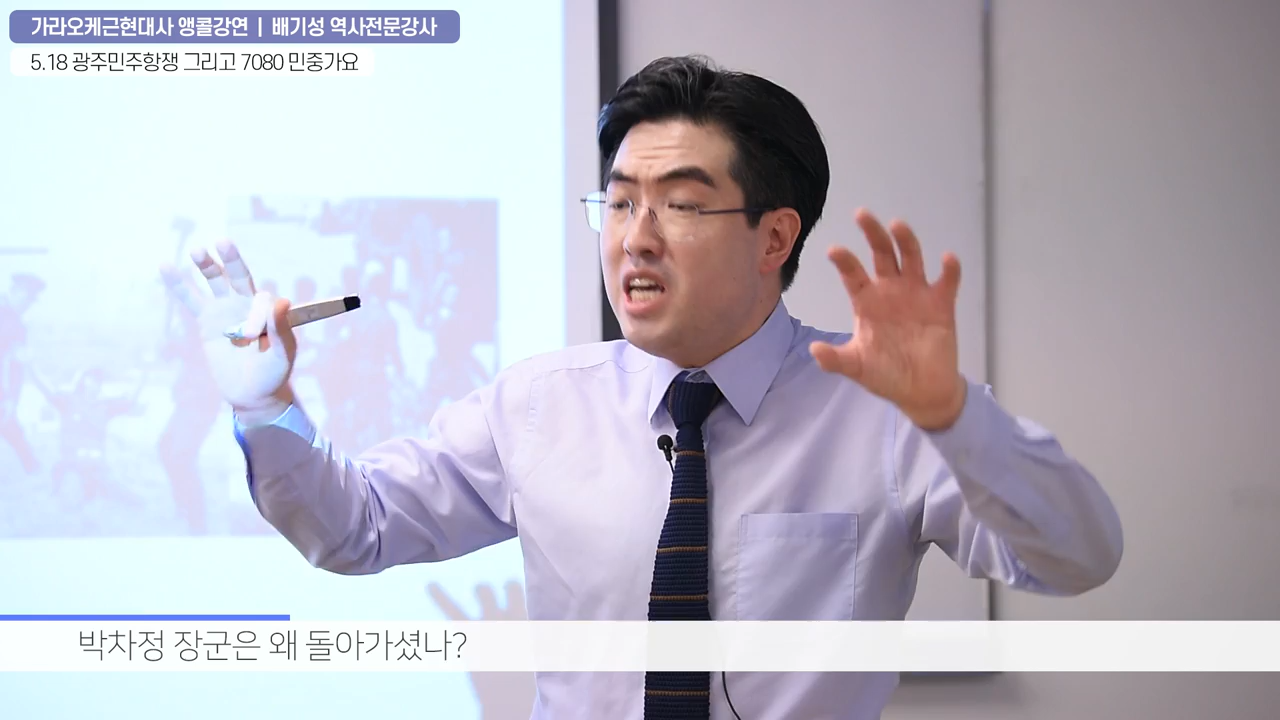 가라오케근현대사 앵콜강연 | 배기성 역사전문강사
5.18 광주민주항쟁 그리고 7080 민중가요
박차정 장군은 왜 돌아가셨나?